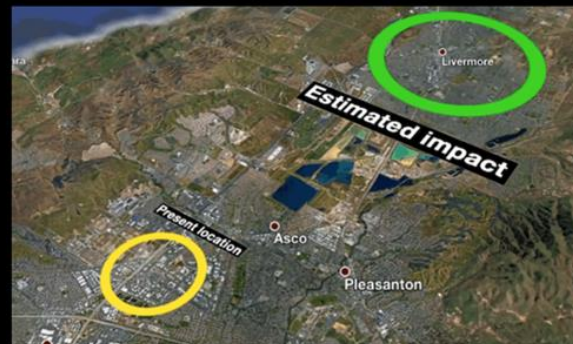 Livermore
Estimated impact
Present location
Asco
Pleasanton